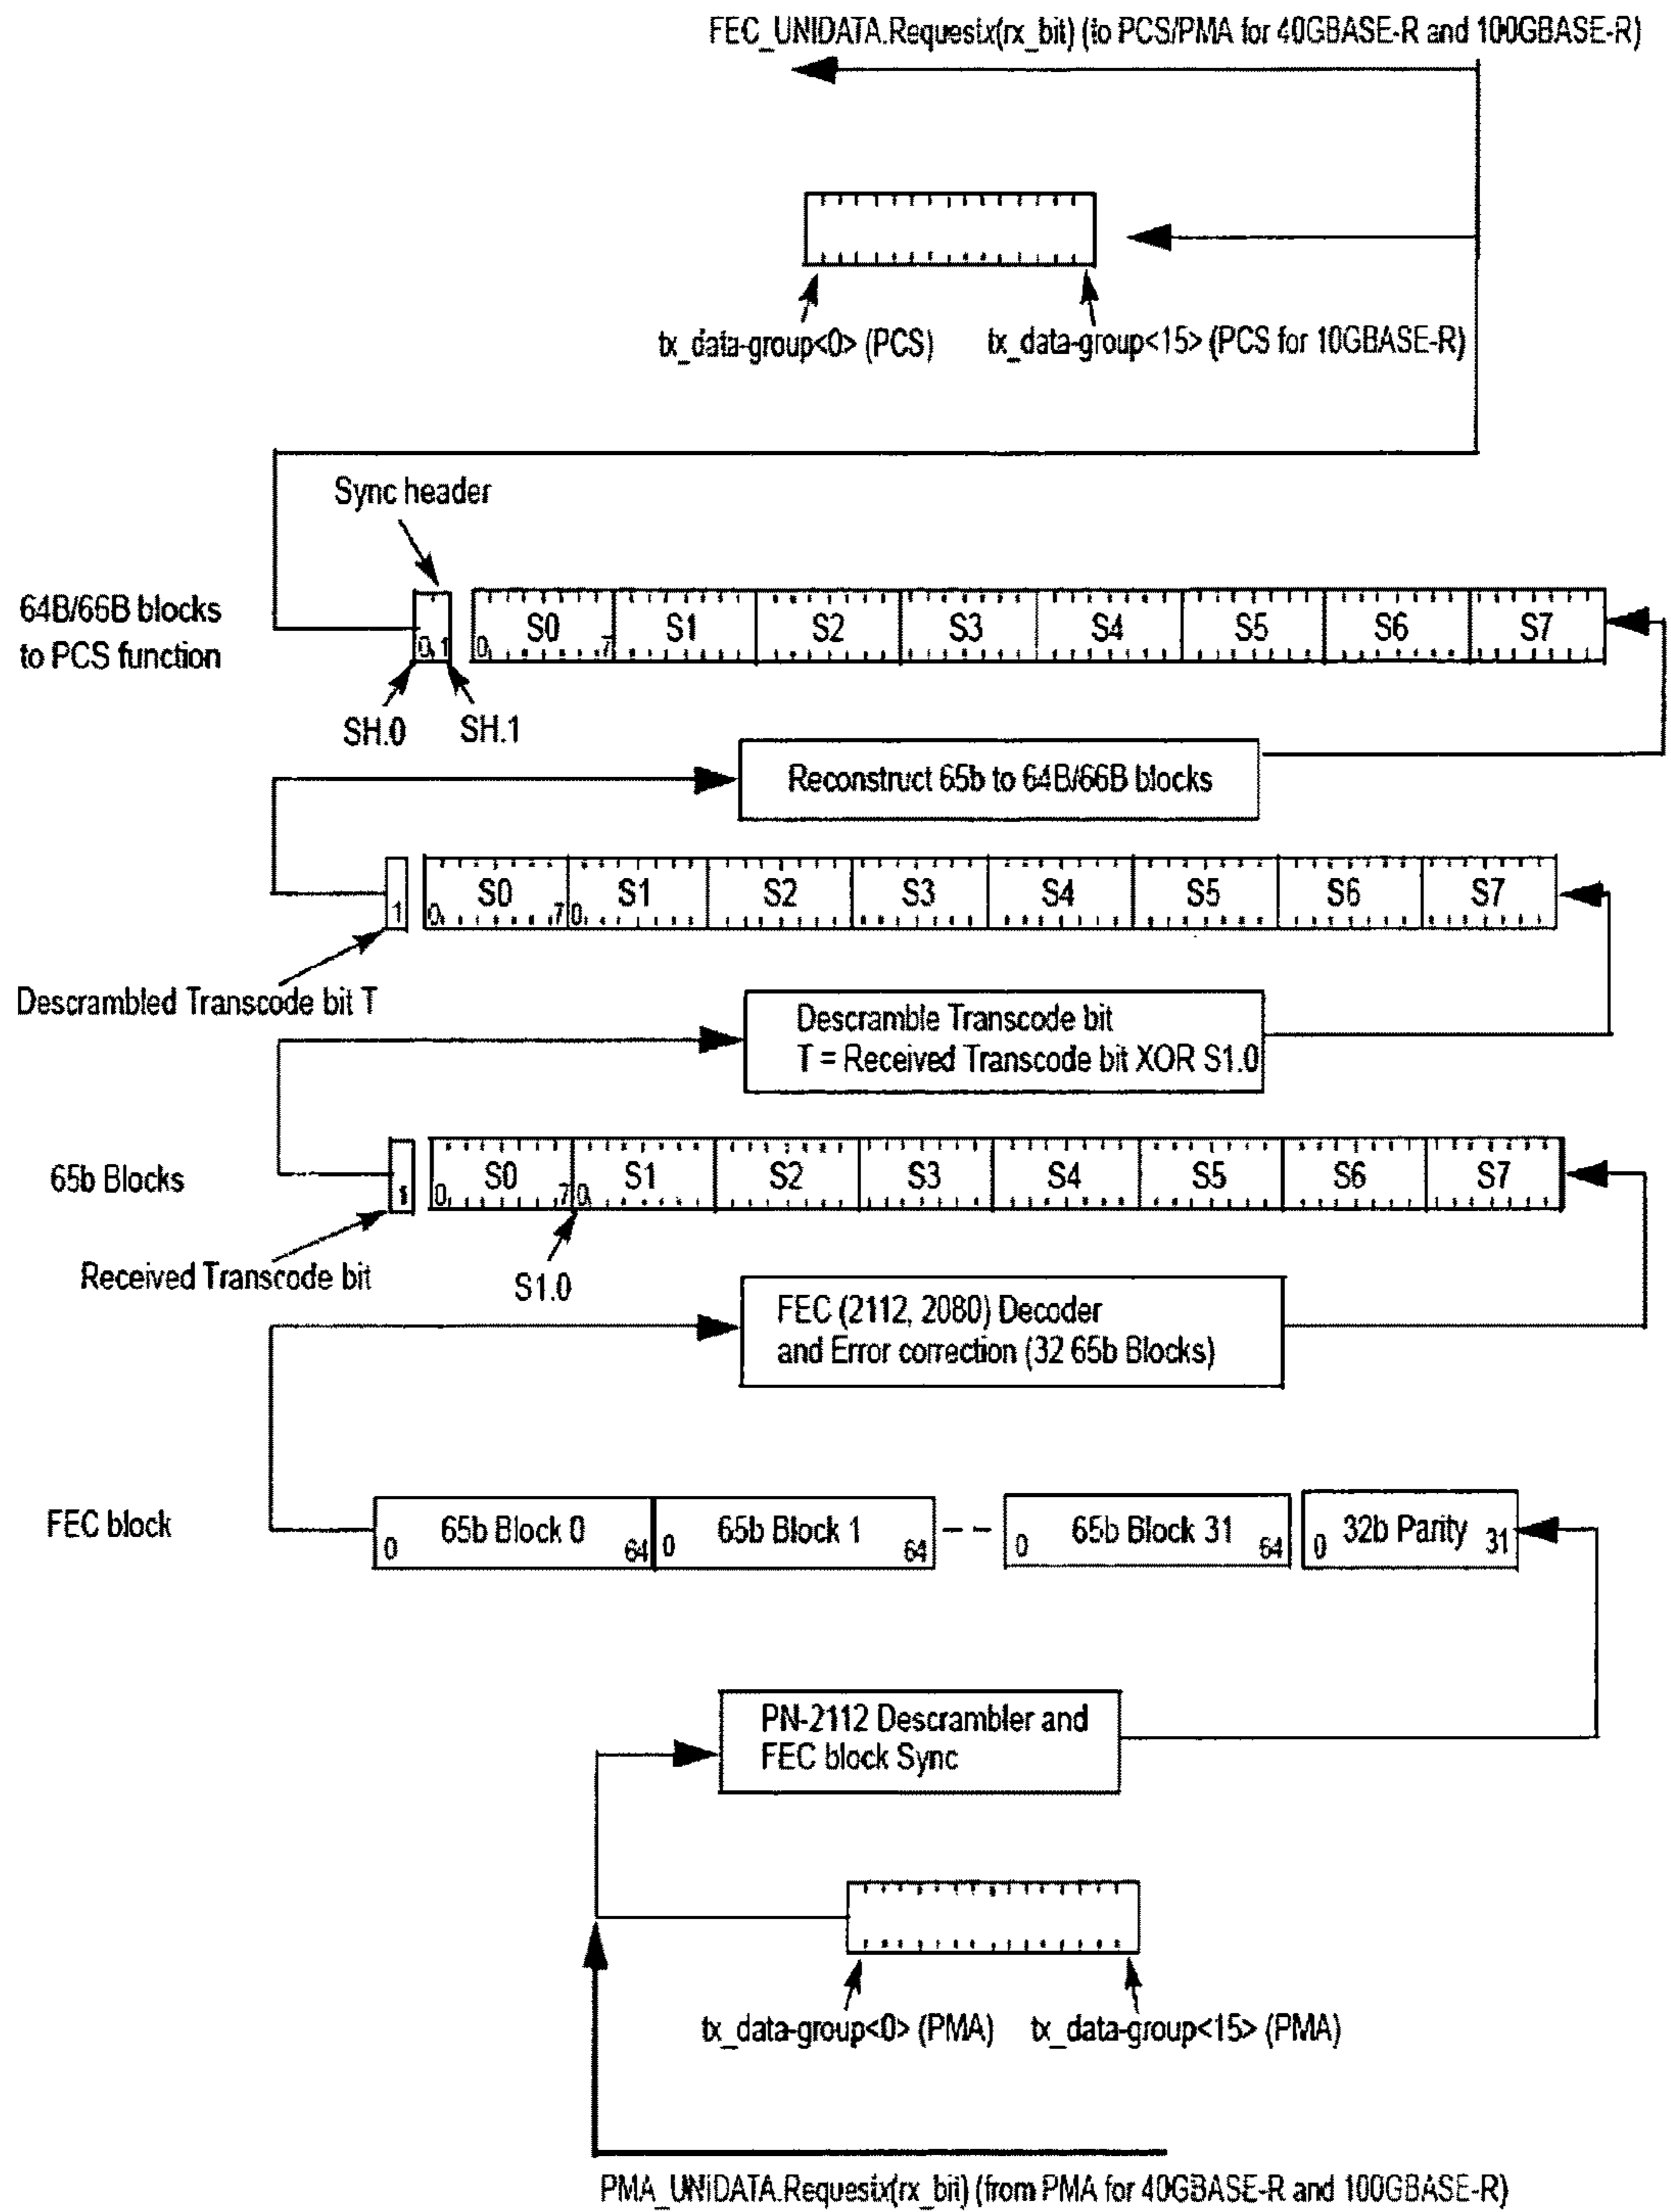 FEC_UNIDATA.Requestx(rx_bit) (to PCS/PMA for 40GBASE-R and 100GBASE-R)
tx_data-group<0> (PCS)
tx_data-group<15> (PCS for 10GBASE-R)
Sync header
64B/66B blocks
to PCS function
0 1 0 S0 7 S1 S2 S3 S4 S5 S6 S7
SH.0
SH.1
Reconstruct 65b to 64B/66B blocks
1 0 S0 7 0 S1 S2 S3 S4 S5 S6 S7
Descrambled Transcode bit T
Descramble Transcode bit
T = Received Transcode bit XOR S1.0
65b Blocks
0 S0 7 0 S1 S2 S3 S4 S5 S6 S7
Received Transcode bit
S1.0
FEC (2112, 2080) Decoder
and Error correction (32 65b Blocks)
FEC block
0 65b Block 0 64 0 65b Block 1 64 0 65b Block 31 64 0 32b Parity 31
PN-2112 Descrambler and
FEC block Sync
tx_data-group<0> (PMA)
tx_data-group<15> (PMA)
PMA_UNIDATA.Requestx(rx_bit) (from PMA for 40GBASE-R and 100GBASE-R)